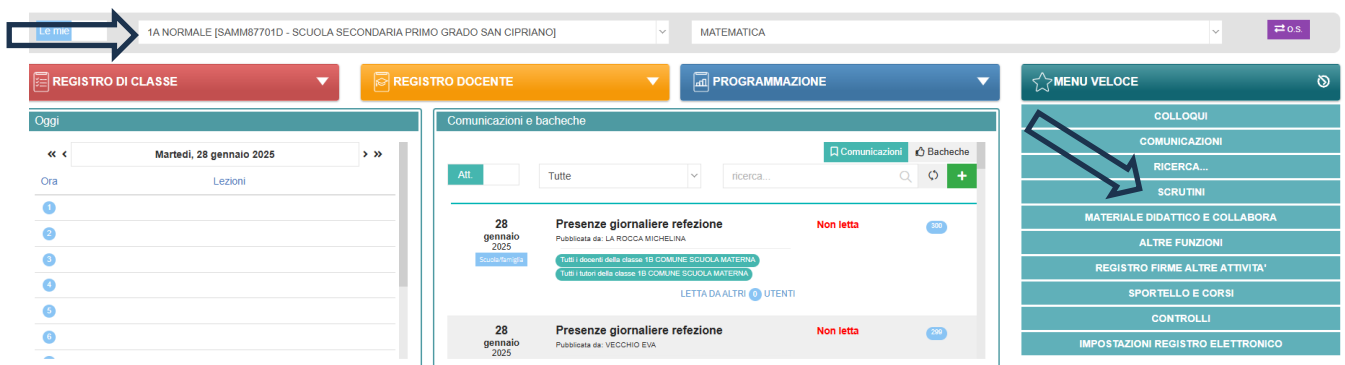 Le mie
1A NORMALE [SAMM87701D - SCUOLA SECONDARIA PRIMO GRADO SAN CIPRIANO]
MATEMATICA
O.S.
REGISTRO DI CLASSE
REGISTRO DOCENTE
PROGRAMMAZIONE
MENU VELOCE
Oggi
« ‹ Martedì, 28 gennaio 2025 › »
Ora Lezioni
1
2
3
4
5
6
Comunicazioni e bacheche
Comunicazioni Bacheche
Att.
Tutte
ricerca...
+
28 gennaio 2025
Scuola/famiglia
Presenze giornaliere refezione
Pubblicata da: LA ROCCA MICHELINA
Tutti i docenti della classe 1B COMUNE SCUOLA MATERNA
Tutti i tutori della classe 1B COMUNE SCUOLA MATERNA
LETTA DA ALTRI 0 UTENTI
Non letta
300
28 gennaio 2025
Presenze giornaliere refezione
Pubblicata da: VECCHIO EVA
Non letta
299
COLLOQUI
COMUNICAZIONI
RICERCA...
SCRUTINI
MATERIALE DIDATTICO E COLLABORA
ALTRE FUNZIONI
REGISTRO FIRME ALTRE ATTIVITA'
SPORTELLO E CORSI
CONTROLLI
IMPOSTAZIONI REGISTRO ELETTRONICO